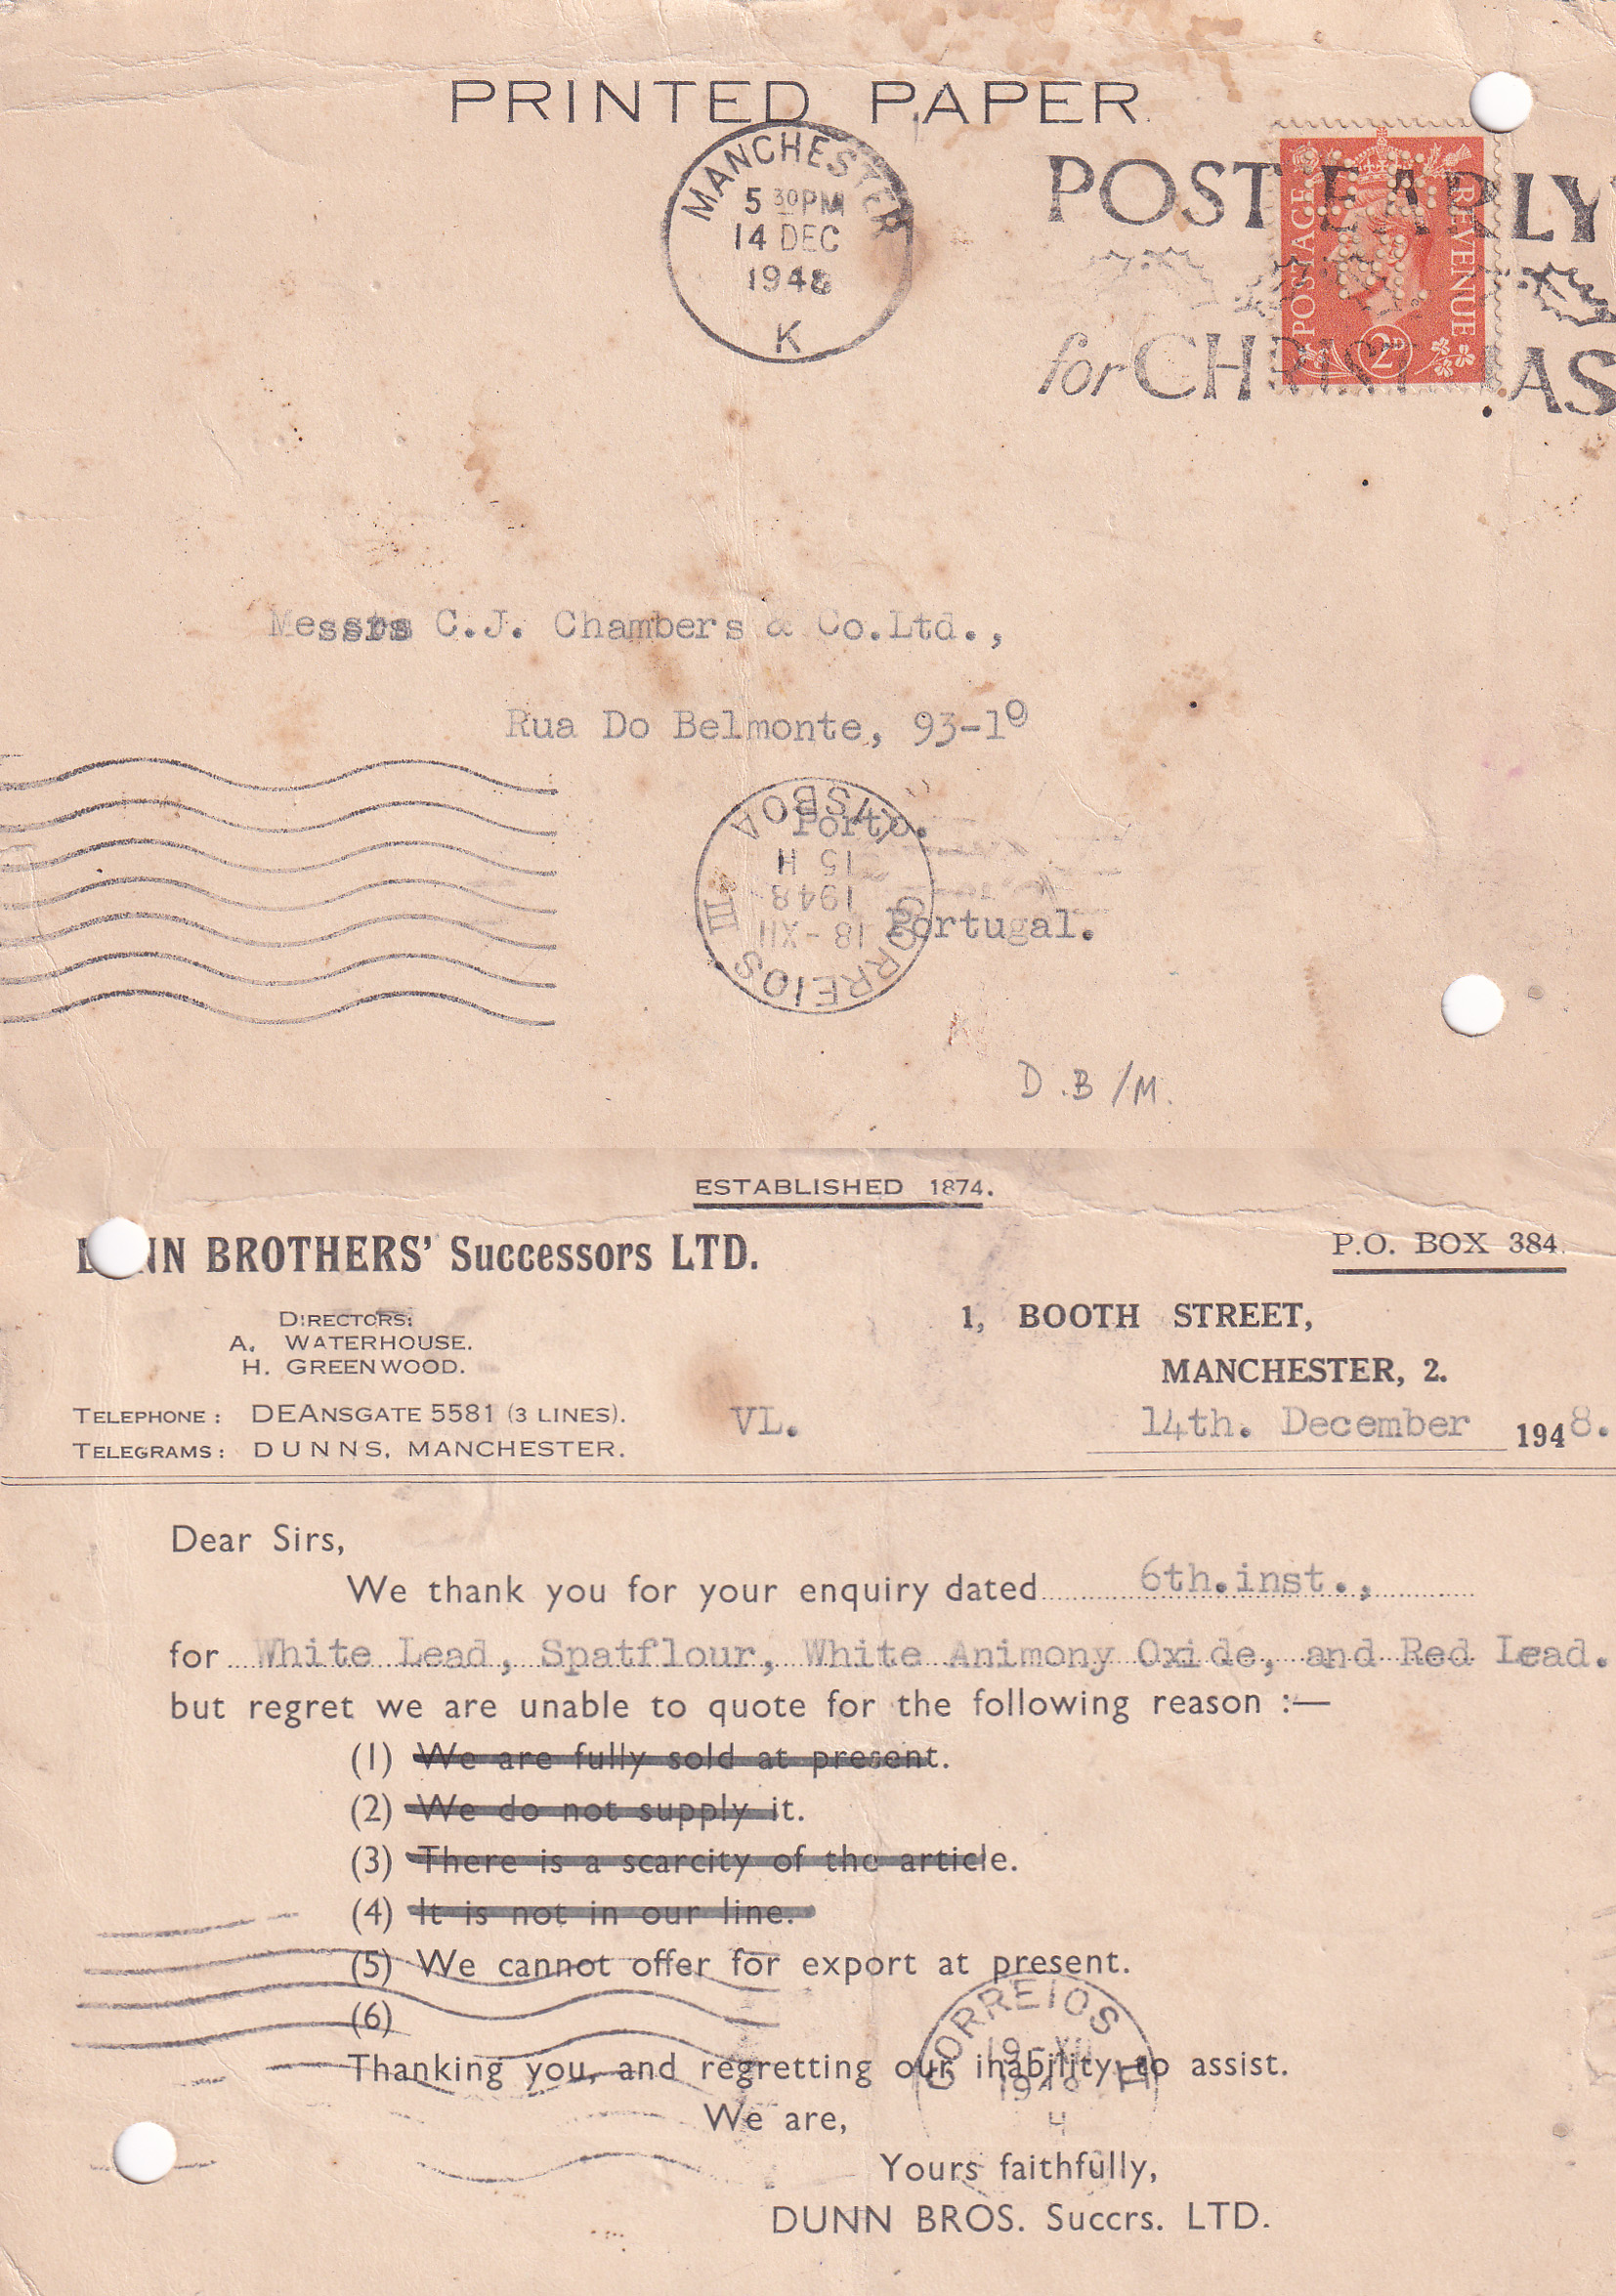 PRINTED PAPER.
MANCHESTER
5 30PM
14 DEC
1948
K
POST EARLY
for CHRISTMAS
POSTAGE REVENUE
2D
Messrs C.J. Chambers & Co.Ltd.,
Rua Do Belmonte, 93-1º
Porto.
Portugal.
CORREIOS LISBOA
18-XII
1948
15 H
III
D.B/M.
ESTABLISHED 1874.
DUNN BROTHERS' Successors LTD.
P.O. BOX 384.
DIRECTORS:
A. WATERHOUSE.
H. GREENWOOD.
1, BOOTH STREET,
MANCHESTER, 2.
TELEPHONE: DEANSGATE 5581 (3 LINES).
TELEGRAMS: DUNNS, MANCHESTER.
VL.
14th. December 1948.
Dear Sirs,
We thank you for your enquiry dated 6th.inst.,
for White Lead, Spatflour, White Animony Oxide, and Red Lead.
but regret we are unable to quote for the following reason :—
(1) We are fully sold at present.
(2) We do not supply it.
(3) There is a scarcity of the article.
(4) It is not in our line.
(5) We cannot offer for export at present.
(6)
Thanking you, and regretting our inability to assist.
CORREIOS
19-XII
1948
4
We are,
Yours faithfully,
DUNN BROS. Succrs. LTD.